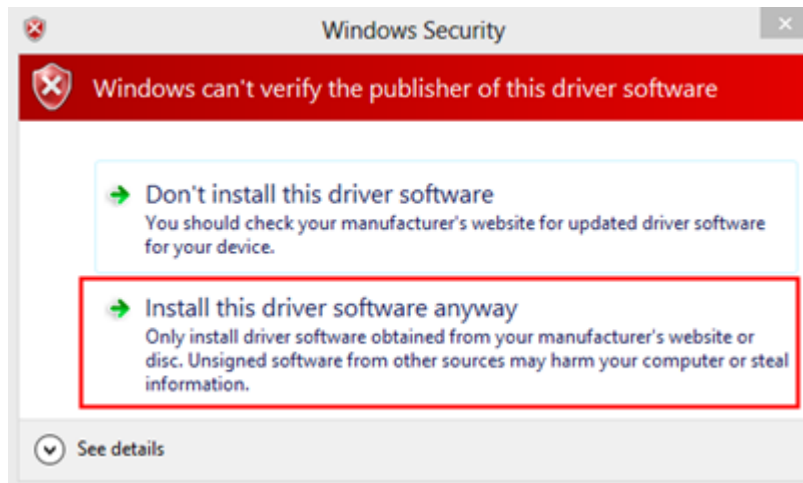 Windows Security
Windows can't verify the publisher of this driver software
Don't install this driver software
You should check your manufacturer's website for updated driver software
for your device.
Install this driver software anyway
Only install driver software obtained from your manufacturer's website or
disc. Unsigned software from other sources may harm your computer or steal
information.
See details